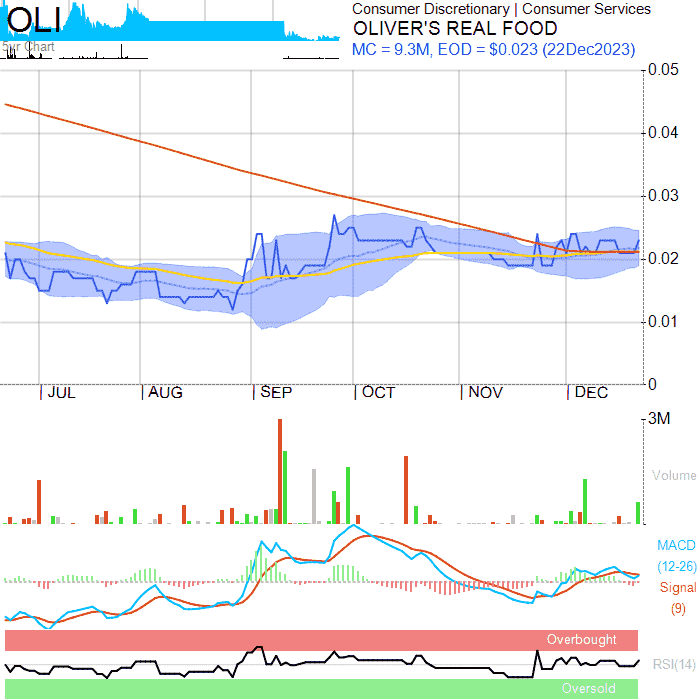 OLI
5yr Chart
Consumer Discretionary | Consumer Services
OLIVER'S REAL FOOD
MC = 9.3M, EOD = $0.023 (22Dec2023)
0.05
0.04
0.03
0.02
0.01
0
JUL AUG SEP OCT NOV DEC
3M
Volume
MACD
(12-26)
Signal
(9)
Overbought
RSI(14)
Oversold